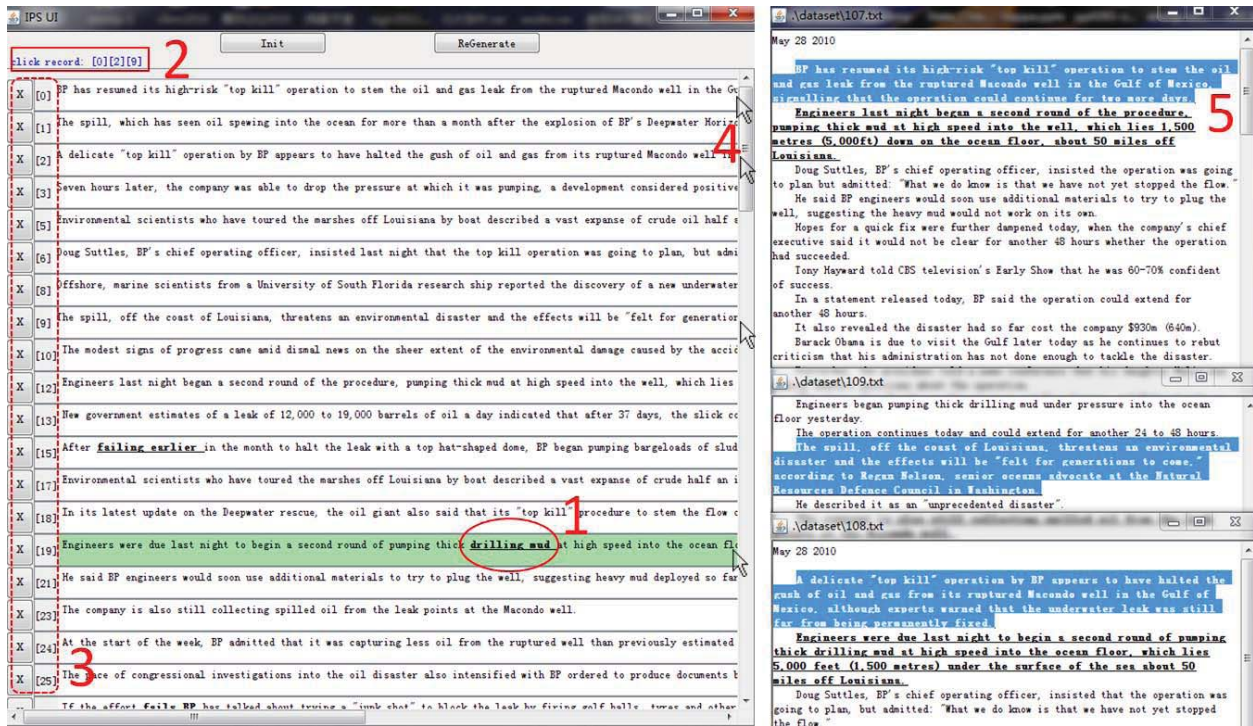 IPS UI
Init
ReGenerate
2
click record: [0][2][9]
X [0] BP has resumed its high-risk "top kill" operation to stem the oil and gas leak from the ruptured Macondo well in the Gu
X [1] The spill, which has seen oil spewing into the ocean for more than a month after the explosion of BP's Deepwater Horizo
4
X [2] A delicate "top kill" operation by BP appears to have halted the gush of oil and gas from its ruptured Macondo well in
X [3] Seven hours later, the company was able to drop the pressure at which it was pumping, a development considered positive
X [5] Environmental scientists who have toured the marshes off Louisiana by boat described a vast expanse of crude oil half s
X [6] Doug Suttles, BP's chief operating officer, insisted last night that the top kill operation was going to plan, but admi
X [8] Offshore, marine scientists from a University of South Florida research ship reported the discovery of a new underwater
X [9] The spill, off the coast of Louisiana, threatens an environmental disaster and the effects will be "felt for generation
X [10] The modest signs of progress came amid dismal news on the sheer extent of the environmental damage caused by the accid
X [12] Engineers last night began a second round of the procedure, pumping thick mud at high speed into the well, which lies
X [13] New government estimates of a leak of 12,000 to 19,000 barrels of oil a day indicated that after 37 days, the slick co
X [15] After failing earlier in the month to halt the leak with a top hat-shaped dome, BP began pumping bargeloads of slud
X [17] Environmental scientists who have toured the marshes off Louisiana by boat described a vast expanse of crude half an i
1
X [18] In its latest update on the Deepwater rescue, the oil giant also said that its "top kill" procedure to stem the flow o
X [19] Engineers were due last night to begin a second round of pumping thick drilling mud at high speed into the ocean flo
X [21] He said BP engineers would soon use additional materials to try to plug the well, suggesting heavy mud deployed so far
X [23] The company is also still collecting spilled oil from the leak points at the Macondo well.
X [24] At the start of the week, BP admitted that it was capturing less oil from the ruptured well than previously estimated
3
X [25] The pace of congressional investigations into the oil disaster also intensified with BP ordered to produce documents b
If the effort fails BP has talked about trying a "junk shot" to block the leak by firing golf balls, tyres and other
.\dataset\107.txt
May 28 2010
BP has resumed its high-risk "top kill" operation to stem the oil
and gas leak from the ruptured Macondo well in the Gulf of Mexico,
signalling that the operation could continue for two more days.
5
Engineers last night began a second round of the procedure,
pumping thick mud at high speed into the well, which lies 1,500
metres (5,000ft) down on the ocean floor, about 50 miles off
Louisiana.
Doug Suttles, BP's chief operating officer, insisted the operation was going
to plan but admitted: "What we do know is that we have not yet stopped the flow."
He said BP engineers would soon use additional materials to try to plug the
well, suggesting the heavy mud would not work on its own.
Hopes for a quick fix were further dampened today, when the company's chief
executive said it would not be clear for another 48 hours whether the operation
had succeeded.
Tony Hayward told CBS television's Early Show that he was 60-70% confident
of success.
In a statement released today, BP said the operation could extend for
another 48 hours.
It also revealed the disaster had so far cost the company $930m (640m).
Barack Obama is due to visit the Gulf later today as he continues to rebut
criticism that his administration has not done enough to tackle the disaster.
.\dataset\109.txt
Engineers began pumping thick drilling mud under pressure into the ocean
floor yesterday.
The operation continues today and could extend for another 24 to 48 hours.
The spill, off the coast of Louisiana, threatens an environmental
disaster and the effects will be "felt for generations to come,"
according to Regan Nelson, senior oceans advocate at the Natural
Resources Defence Council in Washington.
He described it as an "unprecedented disaster".
.\dataset\108.txt
May 28 2010
A delicate "top kill" operation by BP appears to have halted the
gush of oil and gas from its ruptured Macondo well in the Gulf of
Mexico, although experts warned that the underwater leak was still
far from being permanently fixed.
Engineers were due last night to begin a second round of pumping
thick drilling mud at high speed into the ocean floor, which lies
5,000 feet (1,500 metres) under the surface of the sea about 50
miles off Louisiana.
Doug Suttles, BP's chief operating officer, insisted that the operation was
going to plan, but admitted: "What we do know is that we have not yet stopped
the flow."